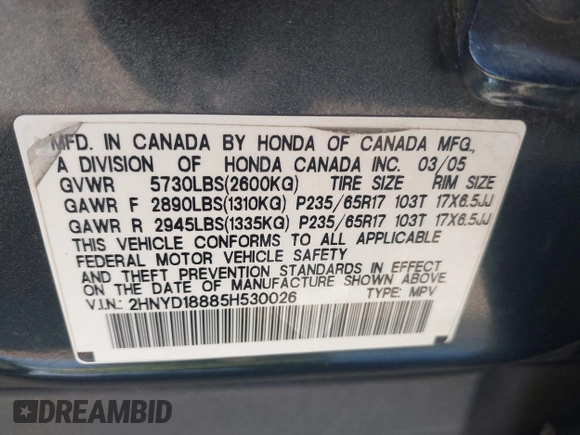 MFD. IN CANADA BY HONDA OF CANADA MFG.,
A DIVISION OF HONDA CANADA INC. 03/05
GVWR 5730LBS(2600KG) TIRE SIZE RIM SIZE
GAWR F 2890LBS(1310KG) P235/65R17 103T 17X6.5JJ
GAWR R 2945LBS(1335KG) P235/65R17 103T 17X6.5JJ
THIS VEHICLE CONFORMS TO ALL APPLICABLE
FEDERAL MOTOR VEHICLE SAFETY
AND THEFT PREVENTION STANDARDS IN EFFECT
ON THE DATE OF MANUFACTURE SHOWN ABOVE.
V.I.N.: 2HNYD18885H530026 TYPE: MPV
DREAMBID